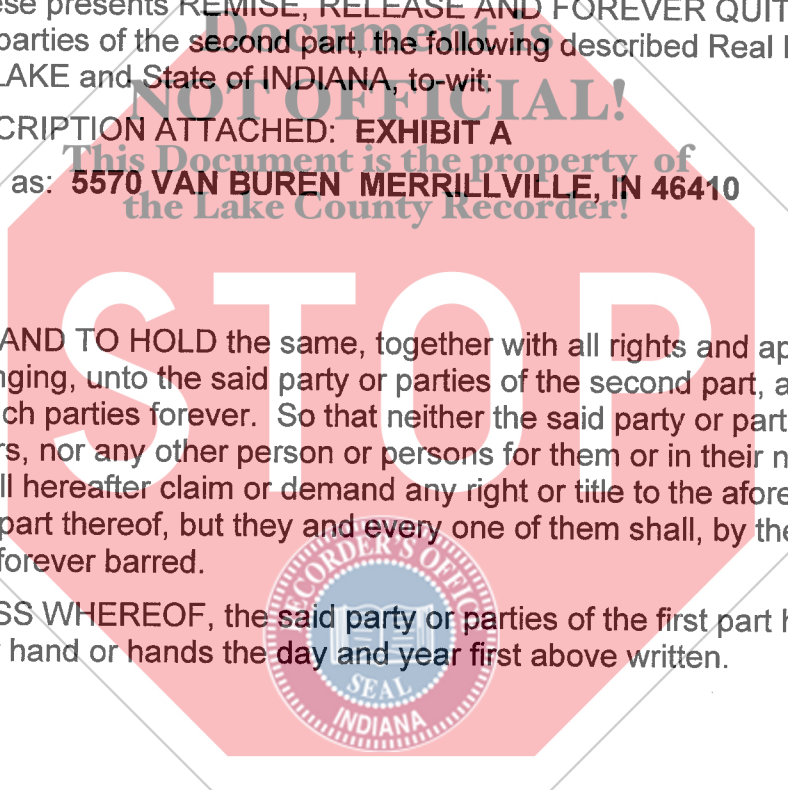 ese presents REMISE, RELEASE AND FOREVER QUIT
Document is
parties of the second part, the following described Real
LAKE and State of INDIANA, to-wit:
NOT OFFICIAL!
CRIPTION ATTACHED: EXHIBIT A
This Document is the property of
as: 5570 VAN BUREN MERRILLVILLE, IN 46410
the Lake County Recorder!
STOP
AND TO HOLD the same, together with all rights and ap
nging, unto the said party or parties of the second part, a
ch parties forever. So that neither the said party or part
rs, nor any other person or persons for them or in their n
ll hereafter claim or demand any right or title to the afore
part thereof, but they and every one of them shall, by the
forever barred.
SS WHEREOF, the said party or parties of the first part h
hand or hands the day and year first above written.
RECORDER'S OFFICE
SEAL
INDIANA